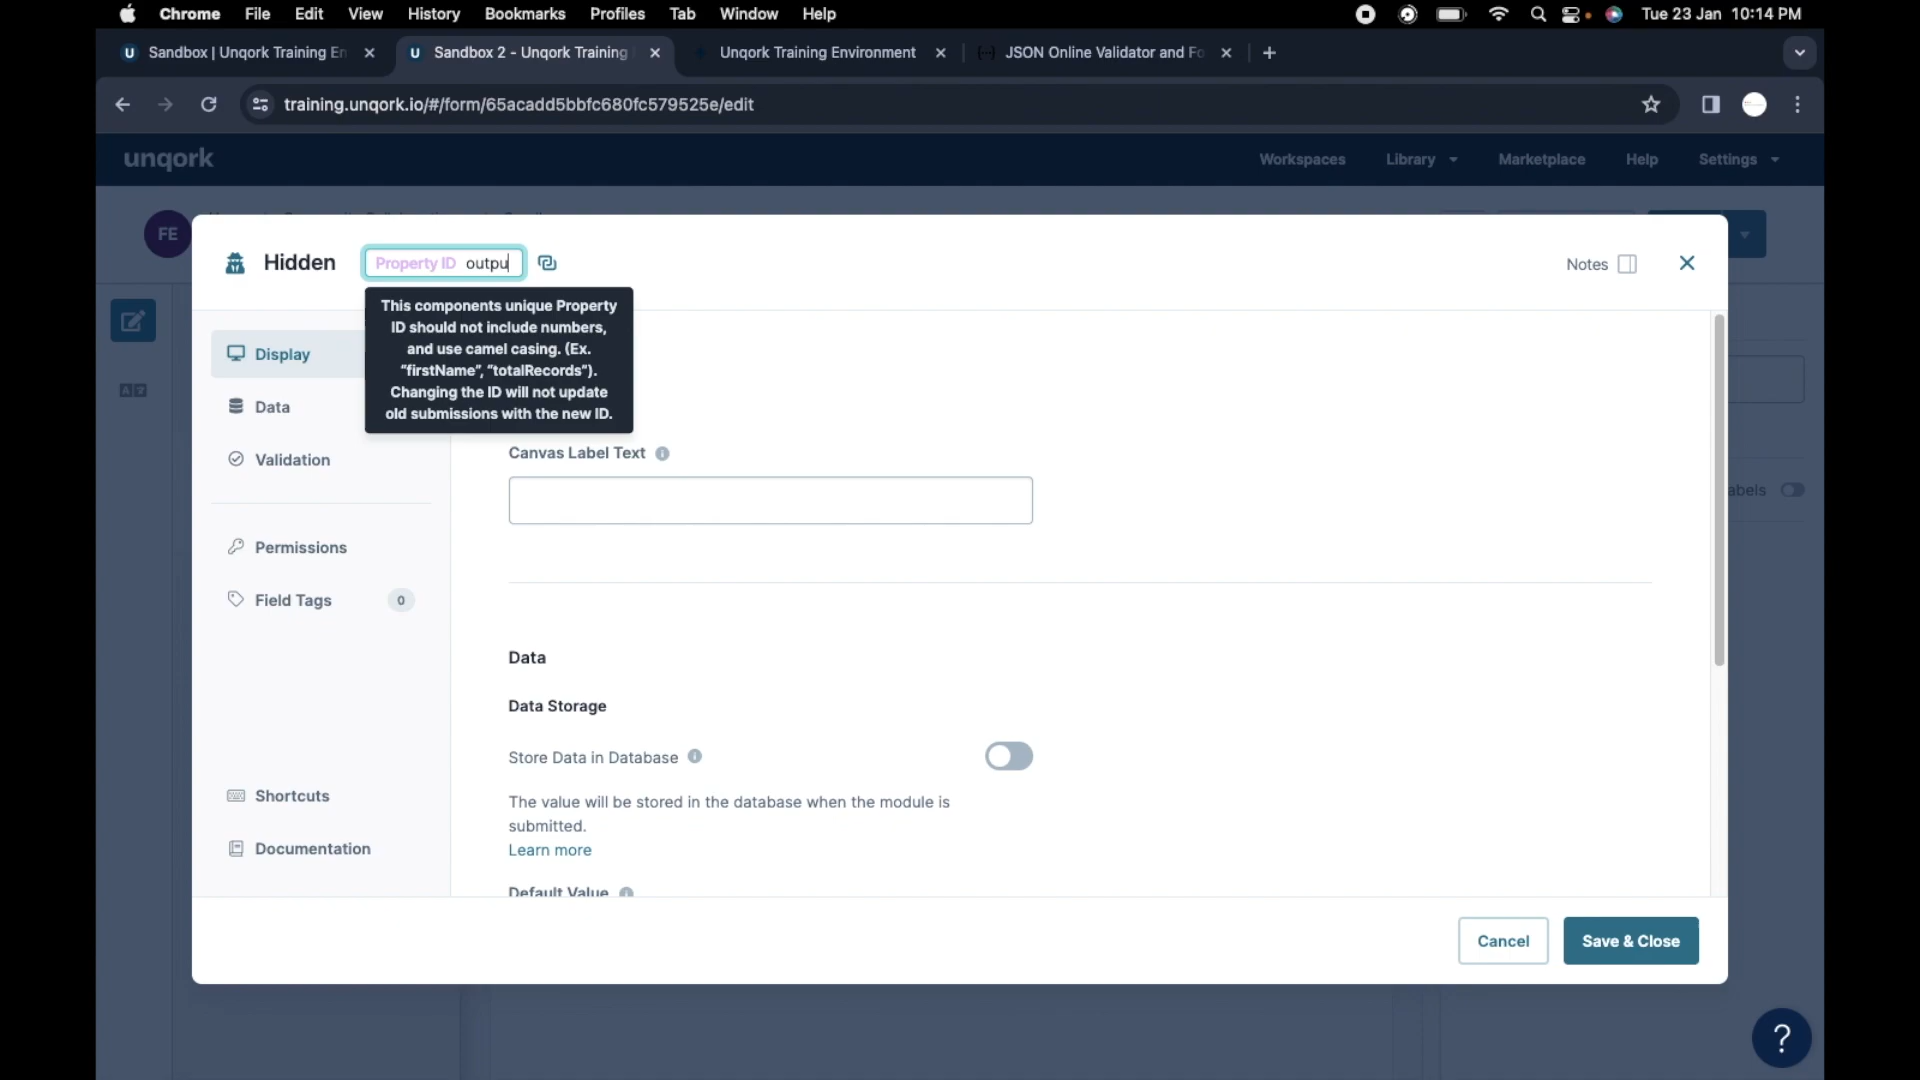 Chrome File Edit View History Bookmarks Profiles Tab Window Help Tue 23 Jan 10:14 PM
U Sandbox | Unqork Training En U Sandbox 2 - Unqork Training Unqork Training Environment JSON Online Validator and Fo
training.unqork.io/#/form/65acadd5bbfc680fc579525e/edit
unqork Workspaces Library Marketplace Help Settings
FE
Hidden Property ID outpu Notes
This components unique Property
ID should not include numbers,
and use camel casing. (Ex.
"firstName", "totalRecords").
Changing the ID will not update
old submissions with the new ID.
Display
Data
Validation
Permissions
Field Tags 0
Shortcuts
Documentation
Canvas Label Text
abels
Data
Data Storage
Store Data in Database
The value will be stored in the database when the module is
submitted.
Learn more
Default Value
Cancel Save & Close
?